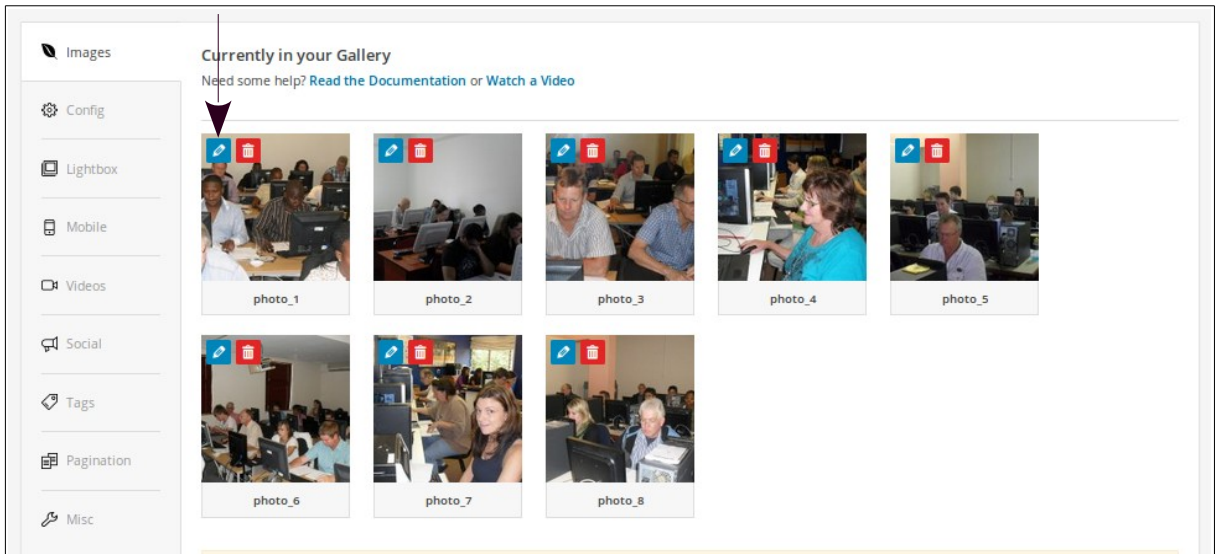 Images
Config
Lightbox
Mobile
Videos
Social
Tags
Pagination
Misc
Currently in your Gallery
Need some help? Read the Documentation or Watch a Video
photo_1
photo_2
photo_3
photo_4
photo_5
photo_6
photo_7
photo_8